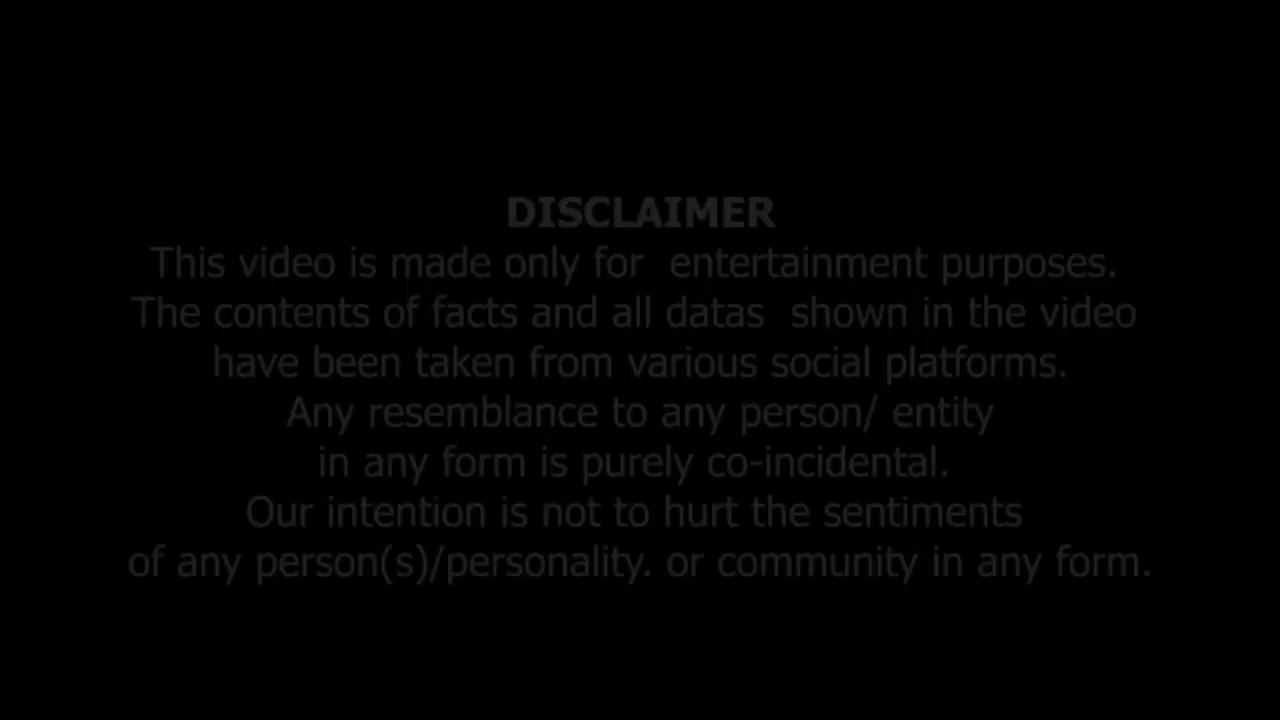 DISCLAIMER
This video is made only for  entertainment purposes.
The contents of facts and all datas  shown in the video
have been taken from various social platforms.
Any resemblance to any person/ entity
in any form is purely co-incidental.
Our intention is not to hurt the sentiments
of any person(s)/personality. or community in any form.